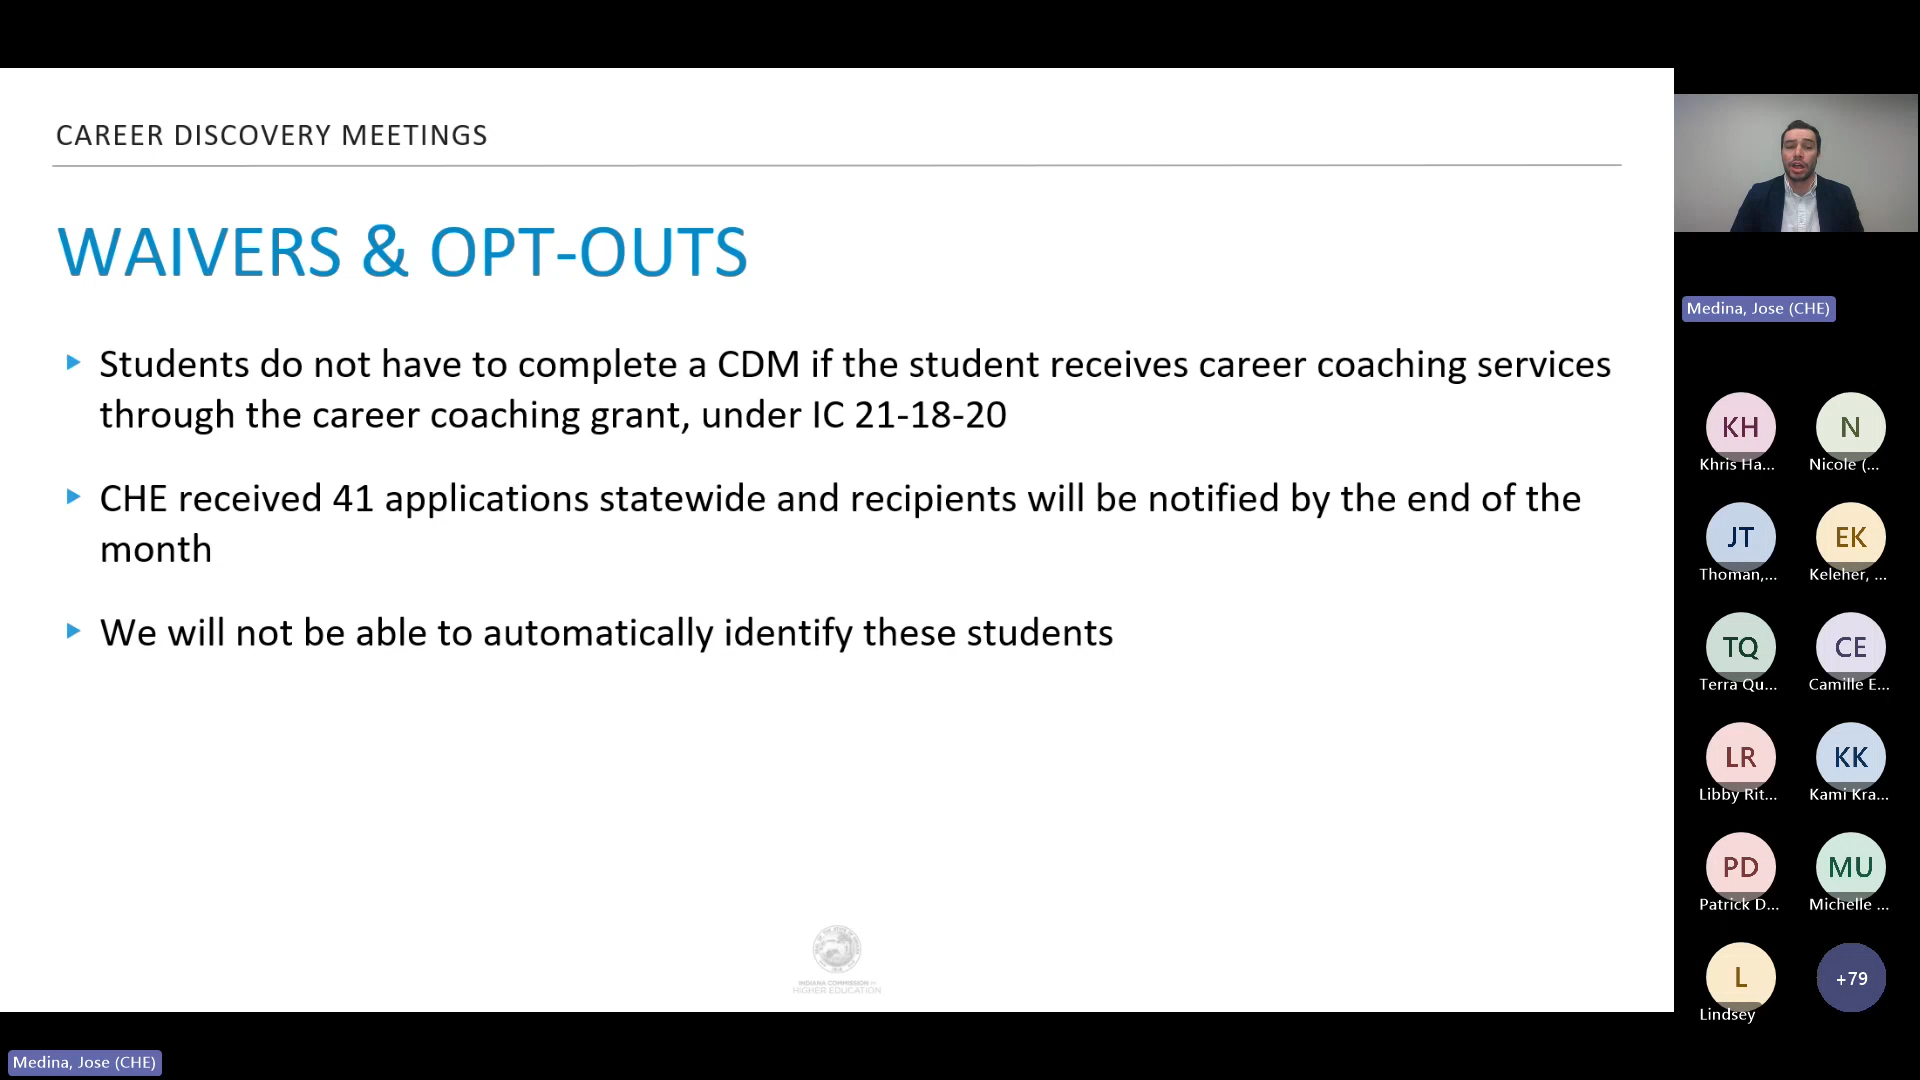 CAREER DISCOVERY MEETINGS
WAIVERS & OPT-OUTS
Students do not have to complete a CDM if the student receives career coaching services
through the career coaching grant, under IC 21-18-20
CHE received 41 applications statewide and recipients will be notified by the end of the
month
We will not be able to automatically identify these students
INDIANA COMMISSION
HIGHER EDUCATION
Medina, Jose (CHE)
KH
Khris Ha...
N
Nicole (...
JT
Thoman,...
EK
Keleher, ...
TQ
Terra Qu...
CE
Camille E...
LR
Libby Rit...
KK
Kami Kra...
PD
Patrick D...
MU
Michelle ...
L
Lindsey
+79
Medina, Jose (CHE)